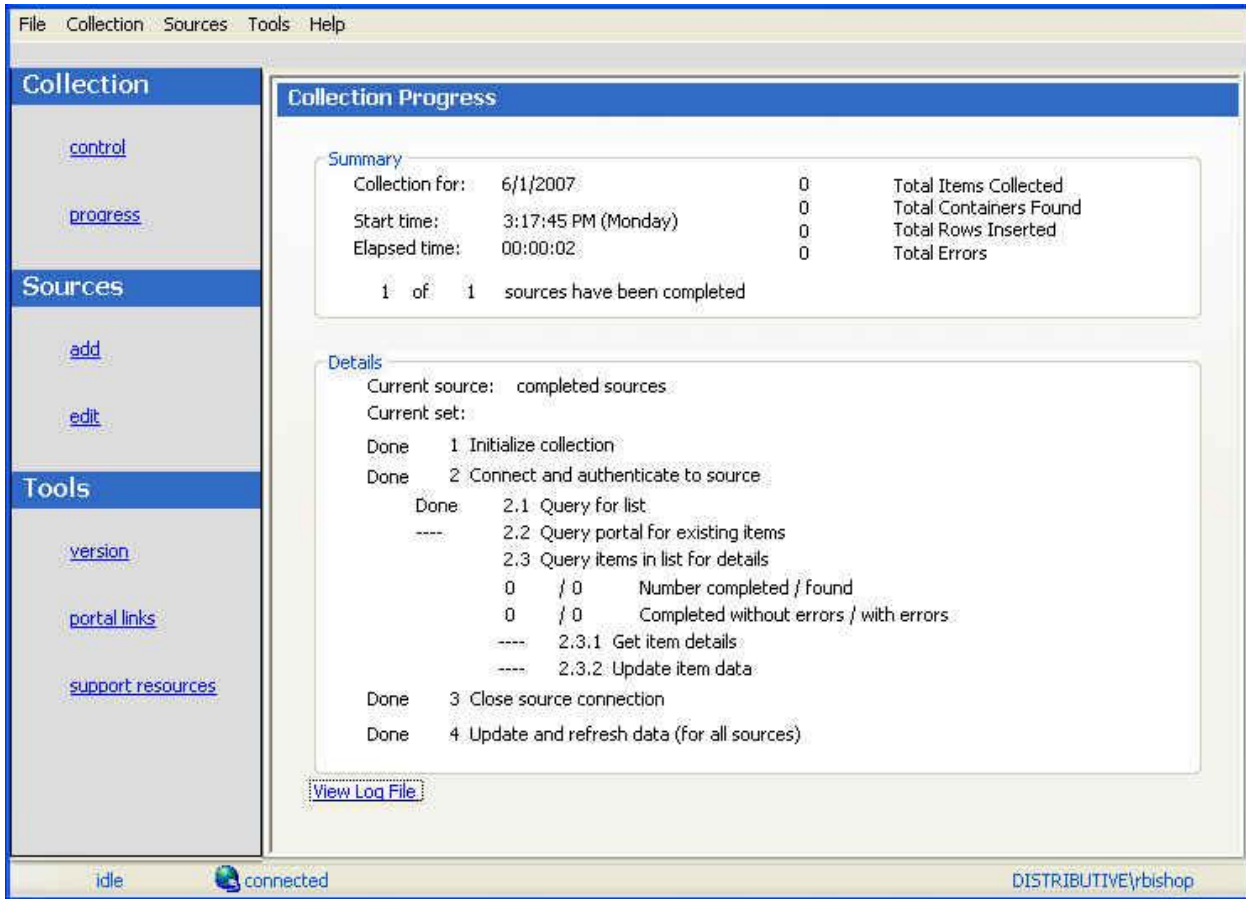 File Collection Sources Tools Help
Collection
control
progress
Sources
add
edit
Tools
version
portal links
support resources
Collection Progress
Summary
Collection for: 6/1/2007 0 Total Items Collected
0 Total Containers Found
Start time: 3:17:45 PM (Monday) 0 Total Rows Inserted
Elapsed time: 00:00:02 0 Total Errors
1 of 1 sources have been completed
Details
Current source: completed sources
Current set:
Done 1 Initialize collection
Done 2 Connect and authenticate to source
Done 2.1 Query for list
---- 2.2 Query portal for existing items
2.3 Query items in list for details
0 / 0 Number completed / found
0 / 0 Completed without errors / with errors
---- 2.3.1 Get item details
---- 2.3.2 Update item data
Done 3 Close source connection
Done 4 Update and refresh data (for all sources)
View Log File
idle connected DISTRIBUTIVE\rbishop